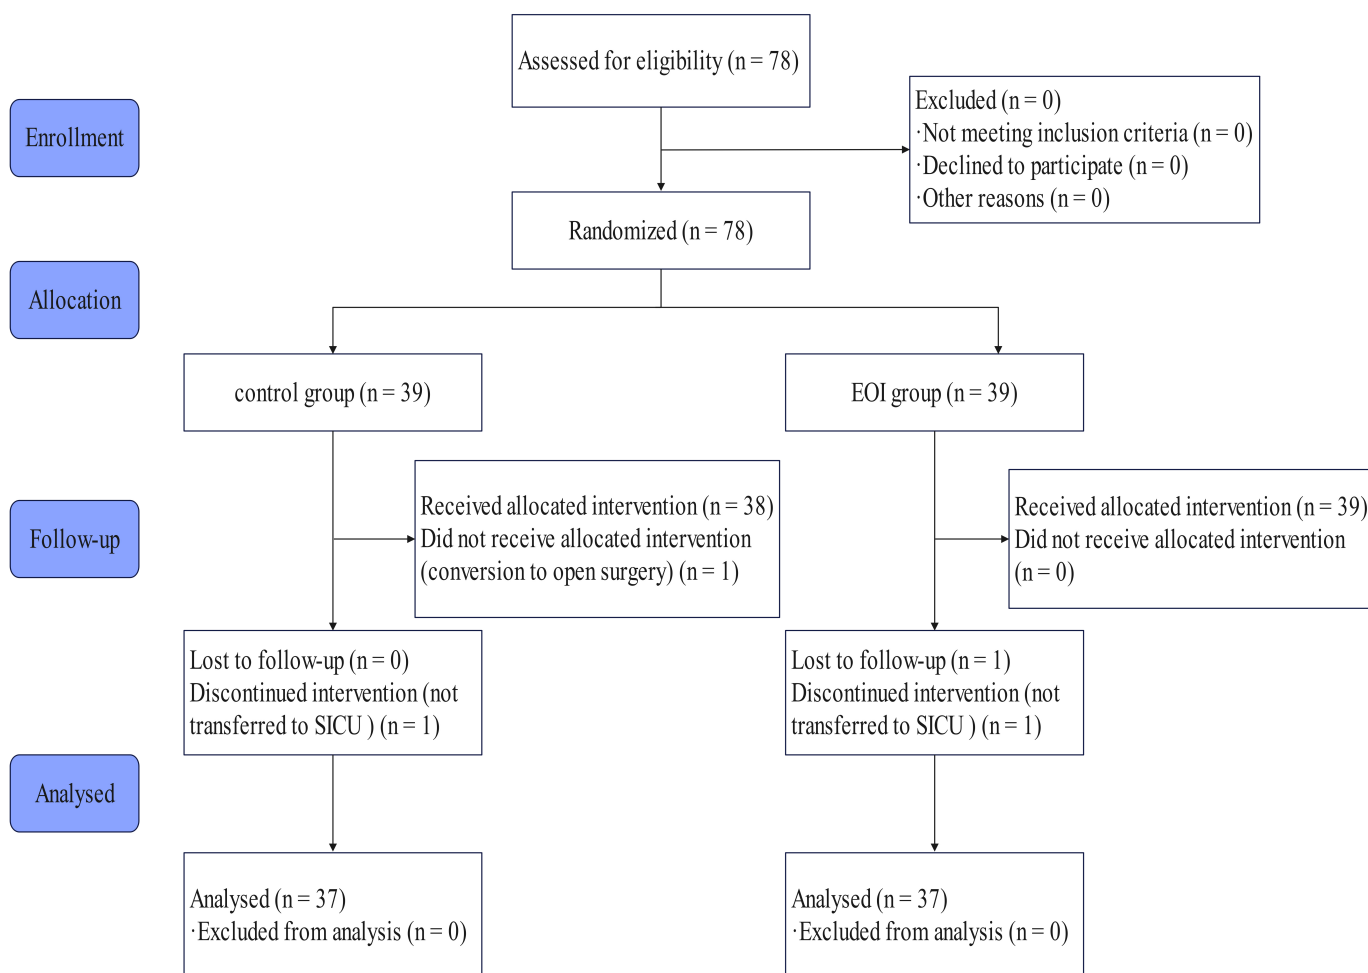 Assessed for eligibility (n = 78)
Enrollment
Excluded (n = 0)
·Not meeting inclusion criteria (n = 0)
·Declined to participate (n = 0)
·Other reasons (n = 0)
Randomized (n = 78)
Allocation
control group (n = 39)
EOI group (n = 39)
Follow-up
Received allocated intervention (n = 38)
Did not receive allocated intervention
(conversion to open surgery) (n = 1)
Received allocated intervention (n = 39)
Did not receive allocated intervention
(n = 0)
Lost to follow-up (n = 0)
Discontinued intervention (not
transferred to SICU ) (n = 1)
Lost to follow-up (n = 1)
Discontinued intervention (not
transferred to SICU ) (n = 1)
Analysed
Analysed (n = 37)
·Excluded from analysis (n = 0)
Analysed (n = 37)
·Excluded from analysis (n = 0)